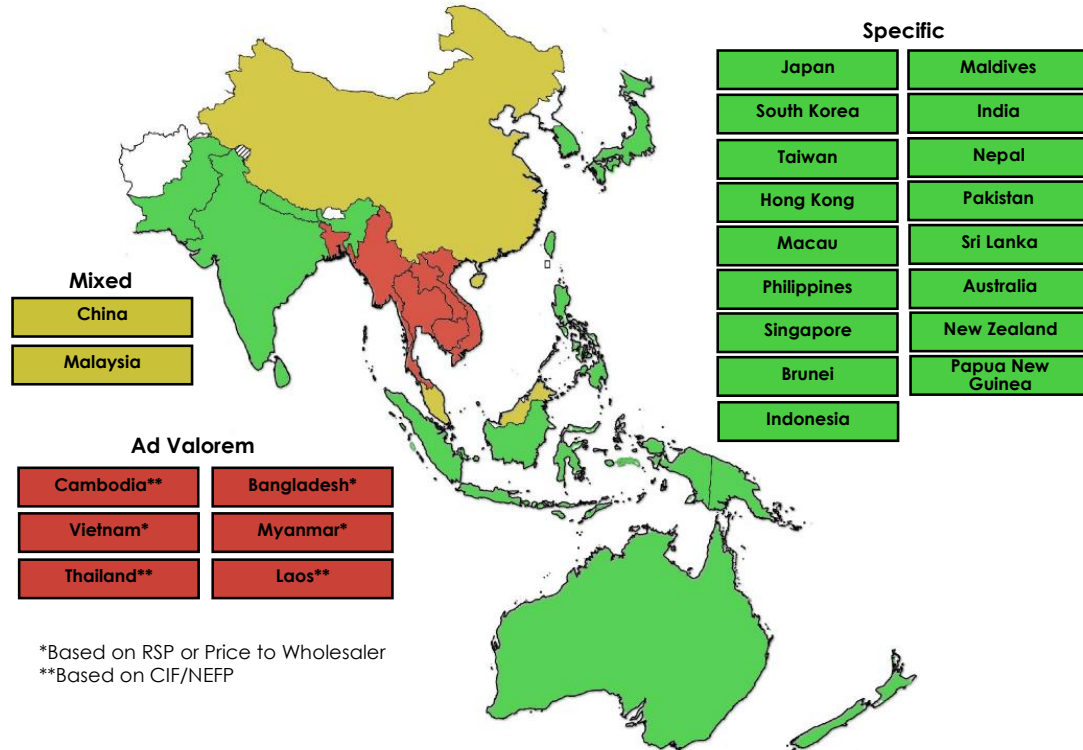 Specific
Japan
Maldives
South Korea
India
Taiwan
Nepal
Hong Kong
Pakistan
Macau
Sri Lanka
Philippines
Australia
Singapore
New Zealand
Brunei
Papua New
Guinea
Indonesia
Mixed
China
Malaysia
Ad Valorem
Cambodia**
Bangladesh*
Vietnam*
Myanmar*
Thailand**
Laos**
*Based on RSP or Price to Wholesaler
**Based on CIF/NEFP